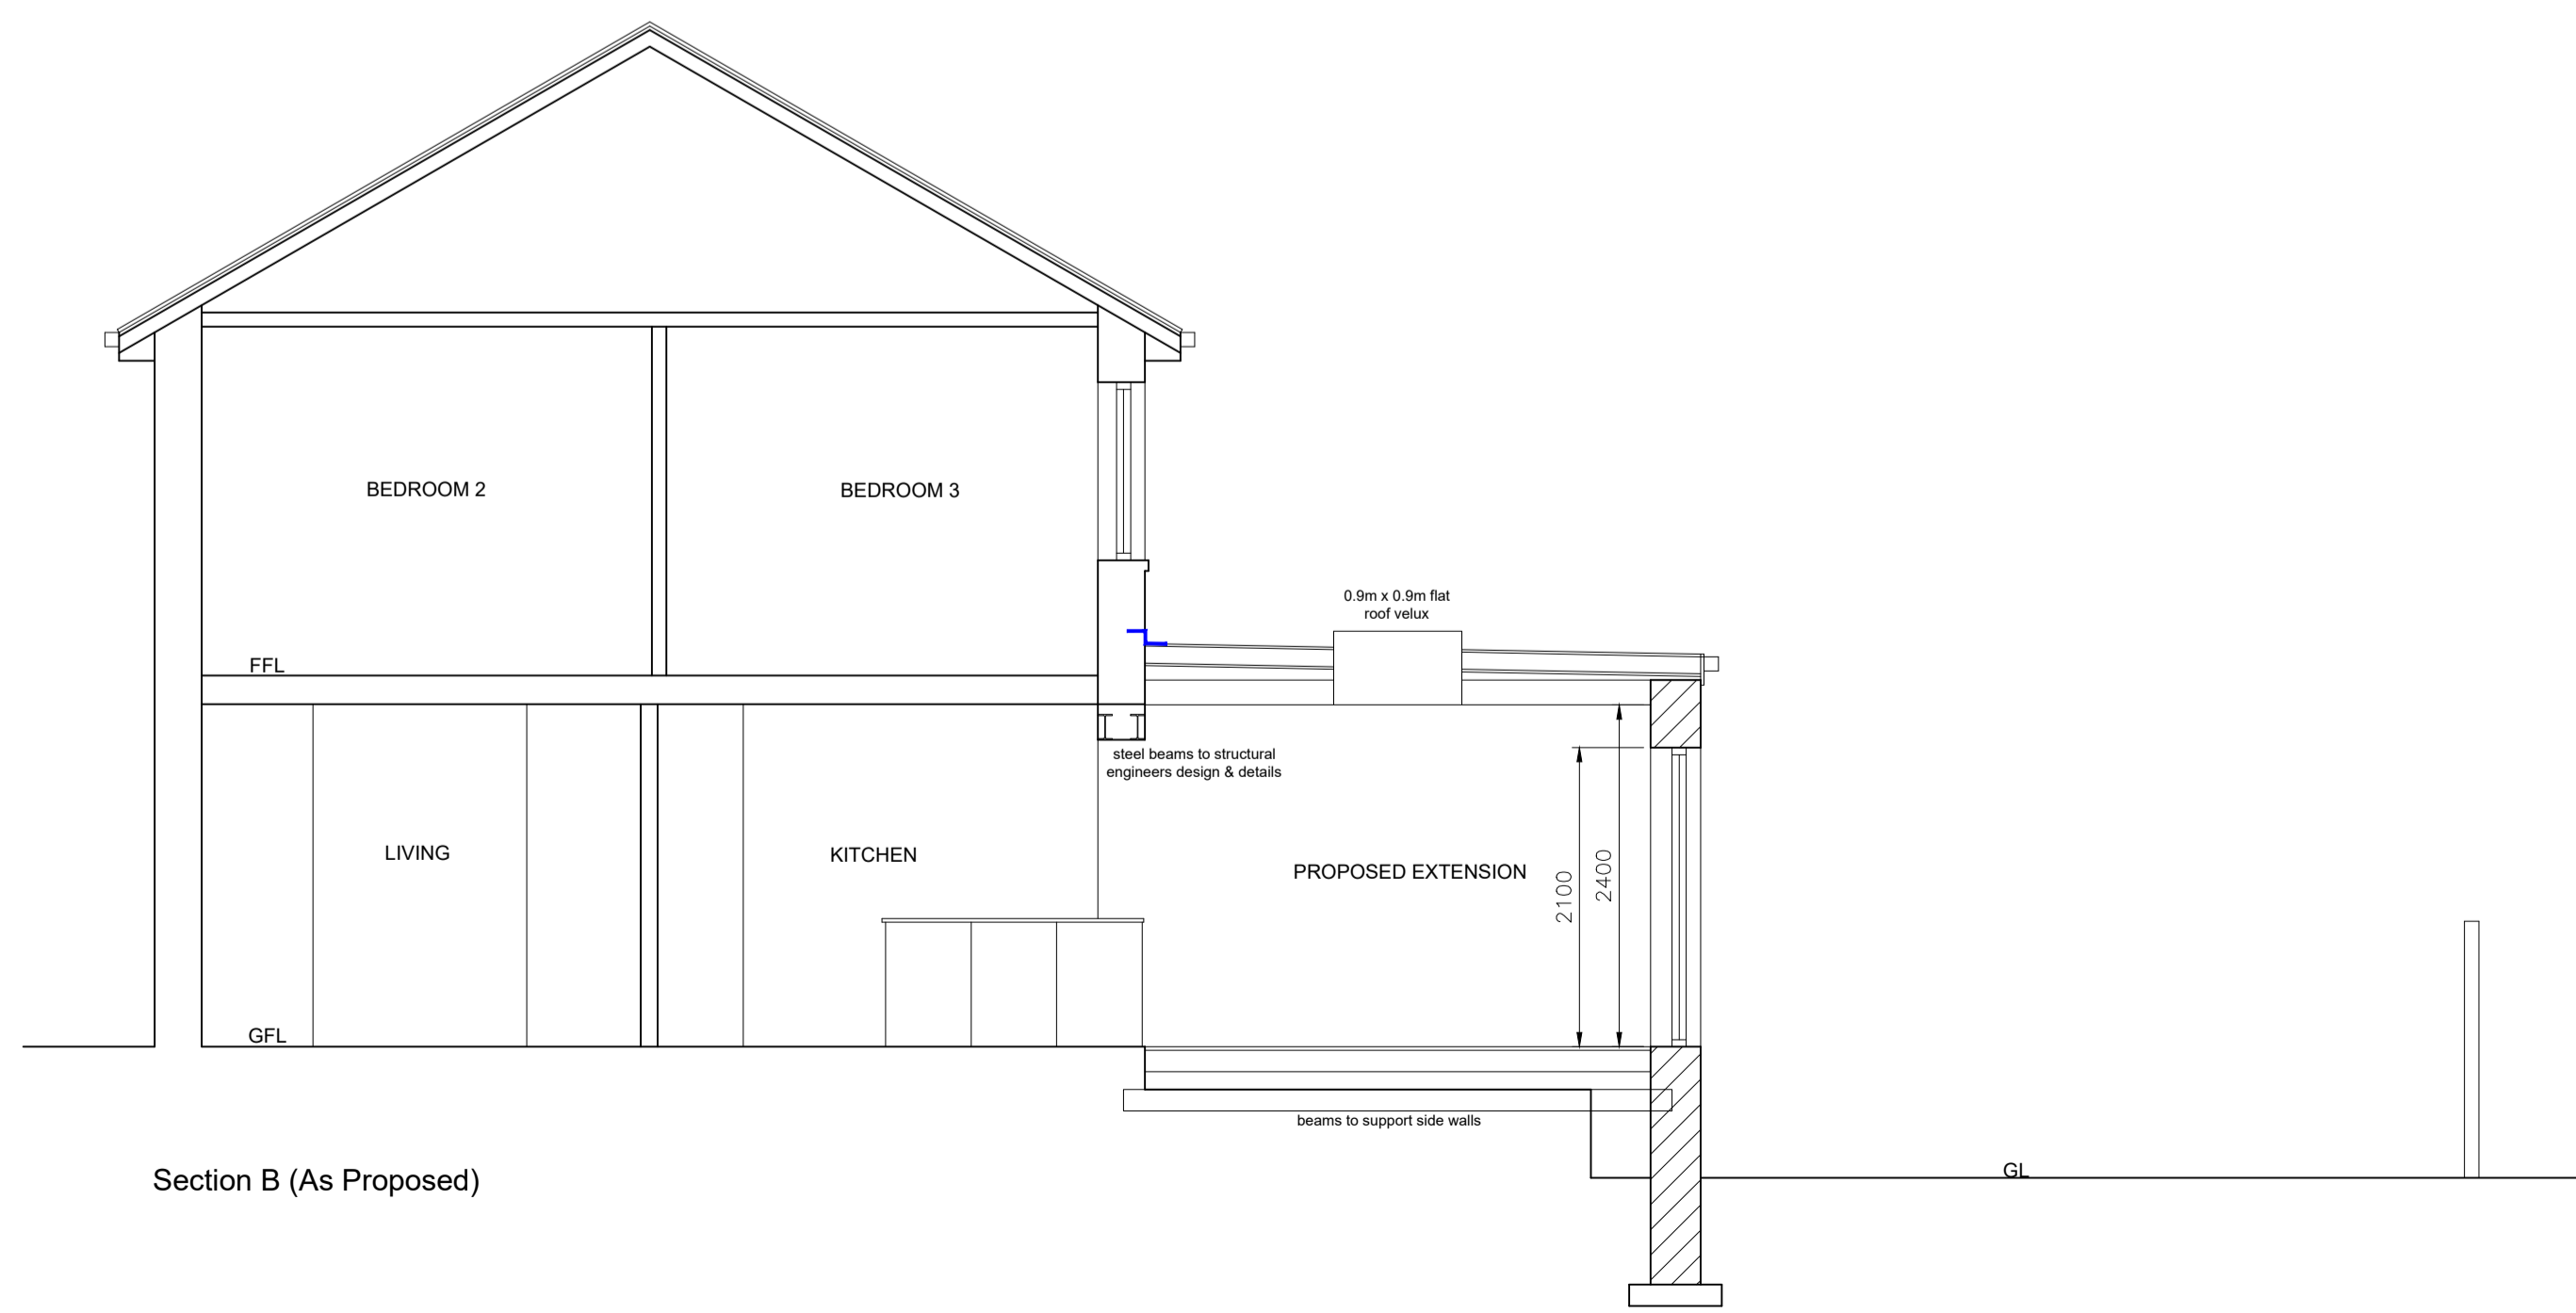 BEDROOM 2
BEDROOM 3
0.9m x 0.9m flat
roof velux
FFL
steel beams to structural
engineers design & details
LIVING
KITCHEN
PROPOSED EXTENSION
2100
2400
GFL
beams to support side walls
Section B (As Proposed)
GL